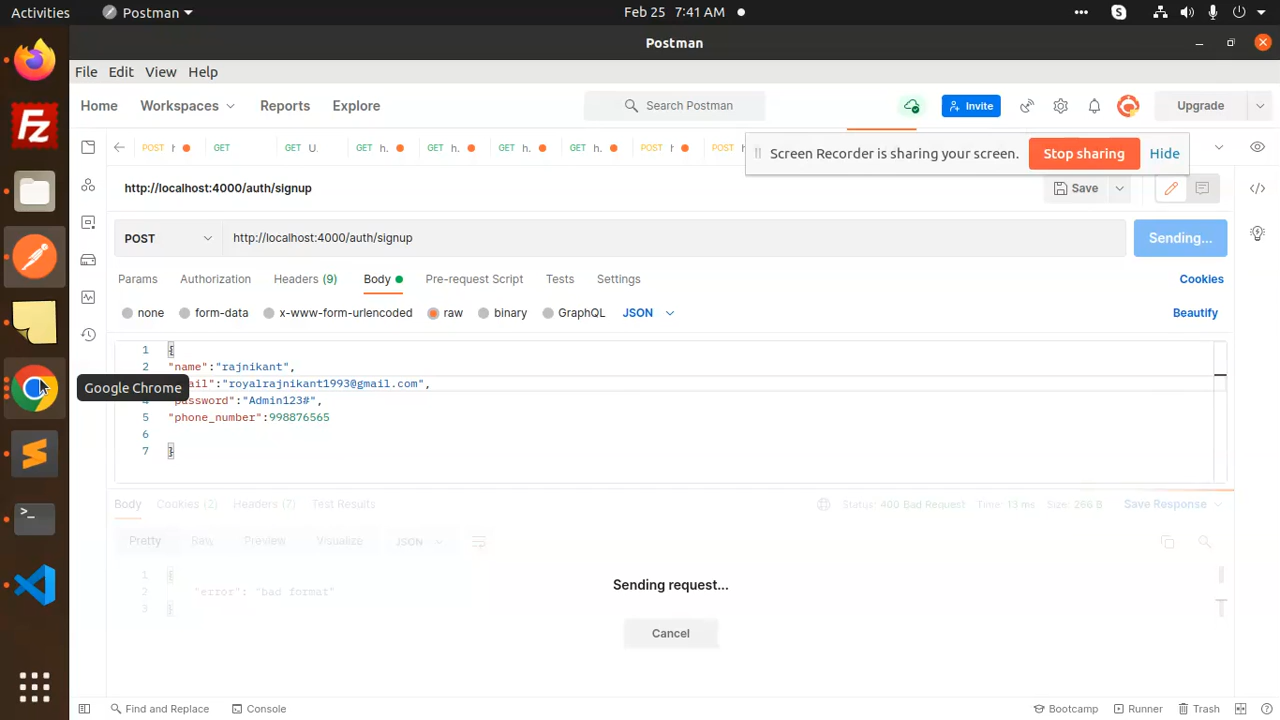 Activities
Postman
Feb 25 7:41 AM
Postman
File Edit View Help
Home Workspaces Reports Explore
Search Postman
Invite
Upgrade
POST
GET
GET U.
GET h.
GET h.
GET h.
GET h.
POST
POST
Screen Recorder is sharing your screen.
Stop sharing
Hide
http://localhost:4000/auth/signup
Save
POST
http://localhost:4000/auth/signup
Sending...
Params Authorization Headers (9) Body Pre-request Script Tests Settings
Cookies
none form-data x-www-form-urlencoded raw binary GraphQL JSON
Beautify
1 {
2 "name":"rajnikant",
ail":"royalrajnikant1993@gmail.com",
Google Chrome
password":"Admin123#",
5 "phone_number":998876565
6
7 }
Body Cookies (2) Headers (7) Test Results
Status: 400 Bad Request Time: 13 ms Size: 266 B Save Response
Pretty Raw Preview Visualize JSON
1 {
2 "error": "bad format"
3 }
Sending request...
Cancel
Find and Replace Console
Bootcamp Runner Trash